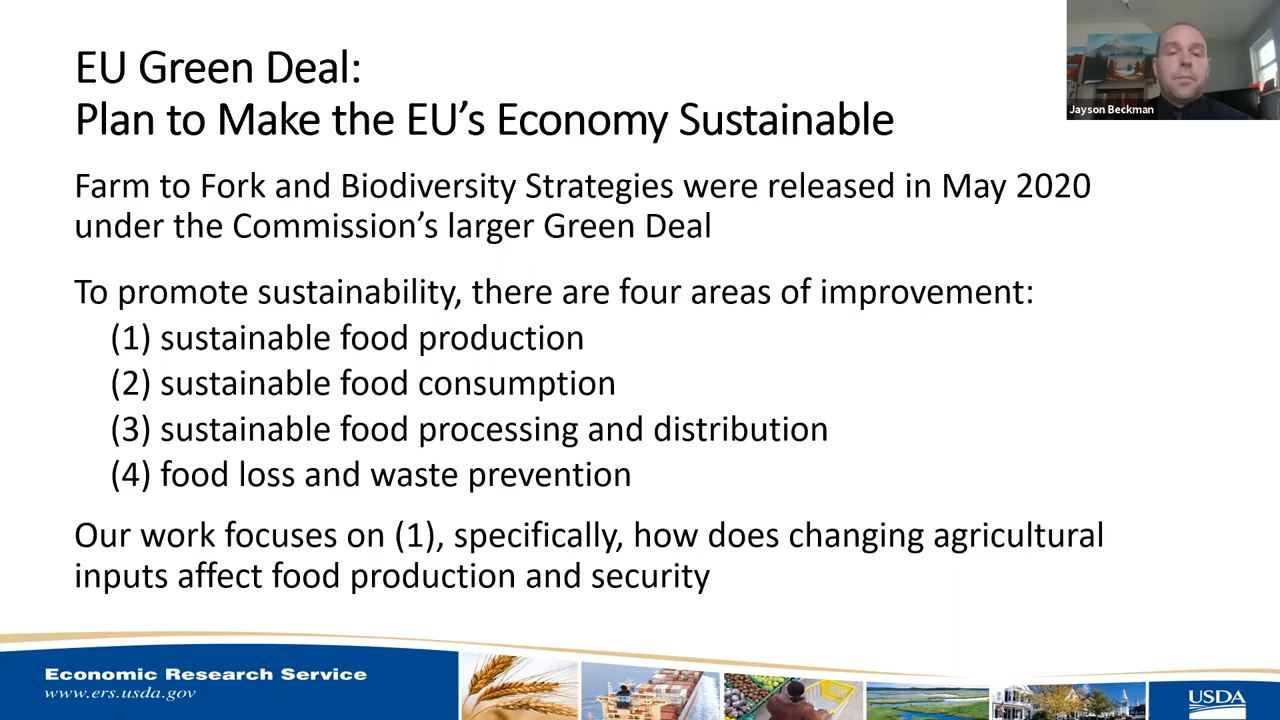 EU Green Deal:
Plan to Make the EU’s Economy Sustainable
Jayson Beckman
Farm to Fork and Biodiversity Strategies were released in May 2020
under the Commission’s larger Green Deal
To promote sustainability, there are four areas of improvement:
(1) sustainable food production
(2) sustainable food consumption
(3) sustainable food processing and distribution
(4) food loss and waste prevention
Our work focuses on (1), specifically, how does changing agricultural
inputs affect food production and security
Economic Research Service
www.ers.usda.gov
USDA